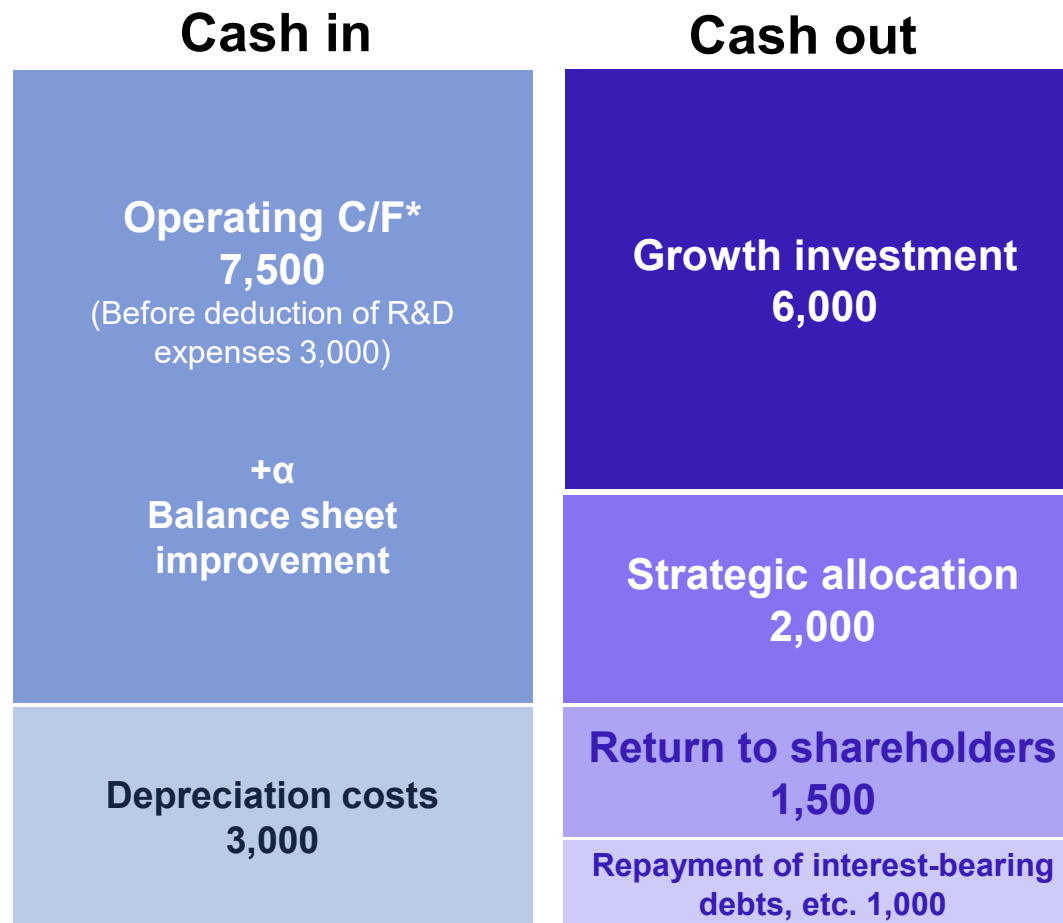 Cash in
Operating C/F*
7,500
(Before deduction of R&D
expenses 3,000)
+α
Balance sheet
improvement
Depreciation costs
3,000
Cash out
Growth investment
6,000
Strategic allocation
2,000
Return to shareholders
1,500
Repayment of interest-bearing
debts, etc. 1,000